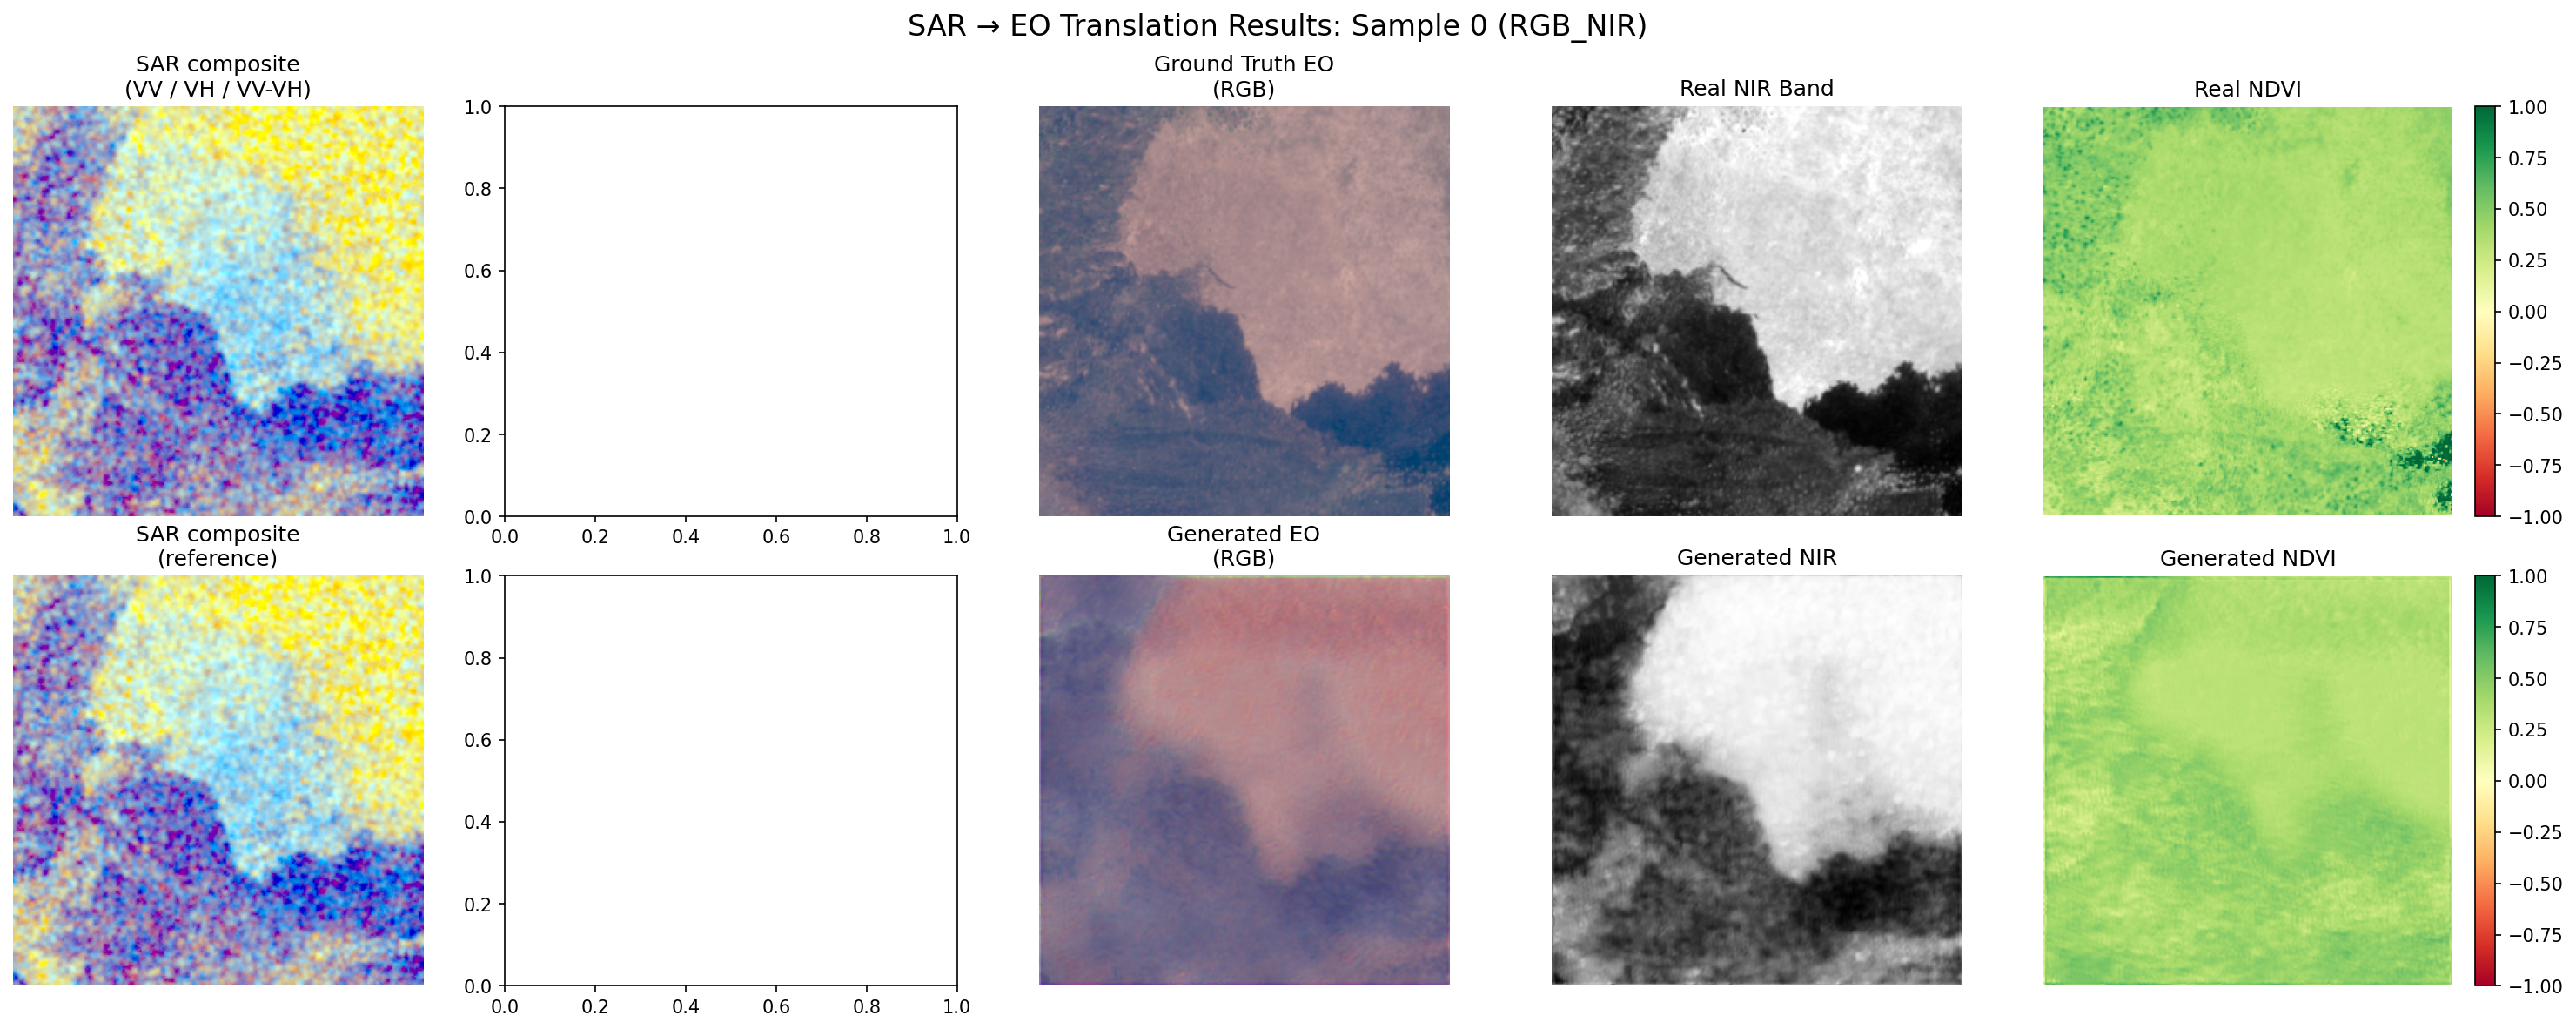 SAR → EO Translation Results: Sample 0 (RGB_NIR)
SAR composite
(VV / VH / VV-VH)
1.0
0.8
0.6
0.4
0.2
0.0
0.0 0.2 0.4 0.6 0.8 1.0
Ground Truth EO
(RGB)
Real NIR Band
Real NDVI
1.00
0.75
0.50
0.25
0.00
−0.25
−0.50
−0.75
−1.00
SAR composite
(reference)
1.0
0.8
0.6
0.4
0.2
0.0
0.0 0.2 0.4 0.6 0.8 1.0
Generated EO
(RGB)
Generated NIR
Generated NDVI
1.00
0.75
0.50
0.25
0.00
−0.25
−0.50
−0.75
−1.00